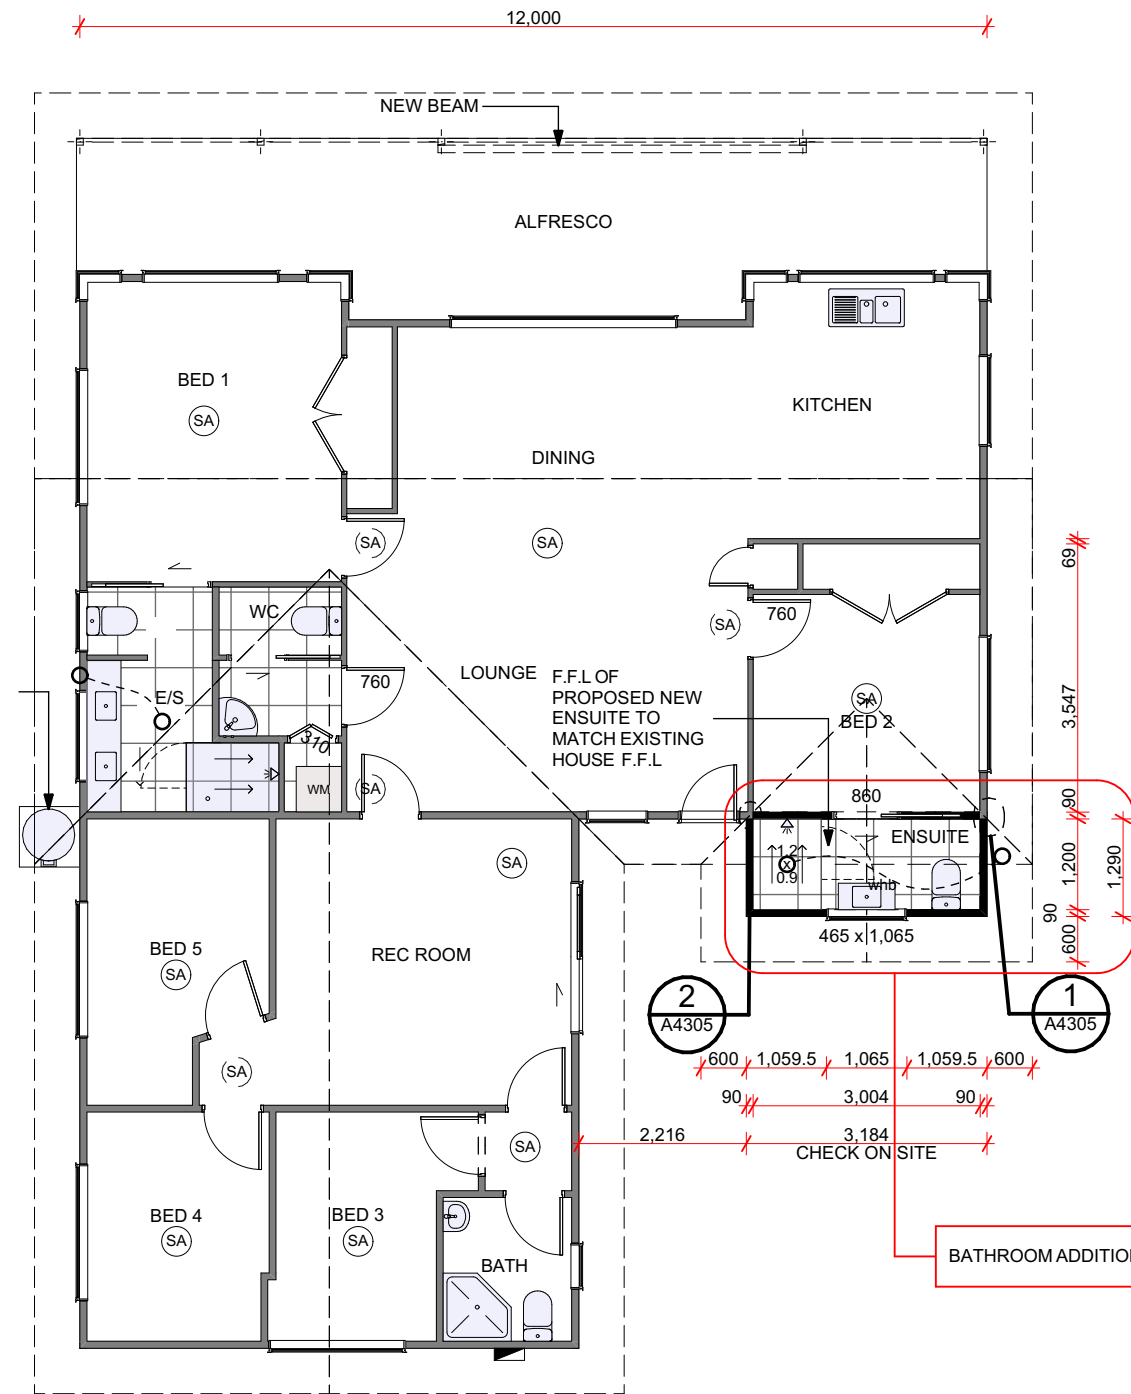 12,000
NEW BEAM
ALFRESCO
BED 1
SA
KITCHEN
DINING
SA
SA
69
WC
760
SA
LOUNGE
760
F.F.L OF
PROPOSED NEW
ENSUITE TO
MATCH EXISTING
HOUSE F.F.L
E/S
SA
BED 2
3,547
310
WM
SA
860
90
ENSUITE
1.2
0.9
x
whb
1,200
1,290
90
600
465 x 1,065
SA
BED 5
SA
REC ROOM
2
A4305
1
A4305
600
1,059.5
1,065
1,059.5
600
SA
90
3,004
90
2,216
3,184
CHECK ON SITE
SA
BED 4
SA
BED 3
SA
BATH
BATHROOM ADDITION